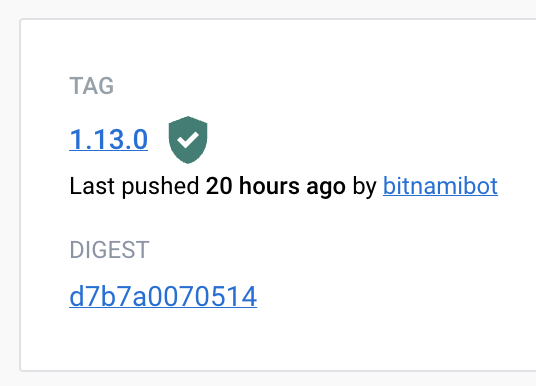 TAG
1.13.0
Last pushed 20 hours ago by bitnamibot
DIGEST
d7b7a0070514